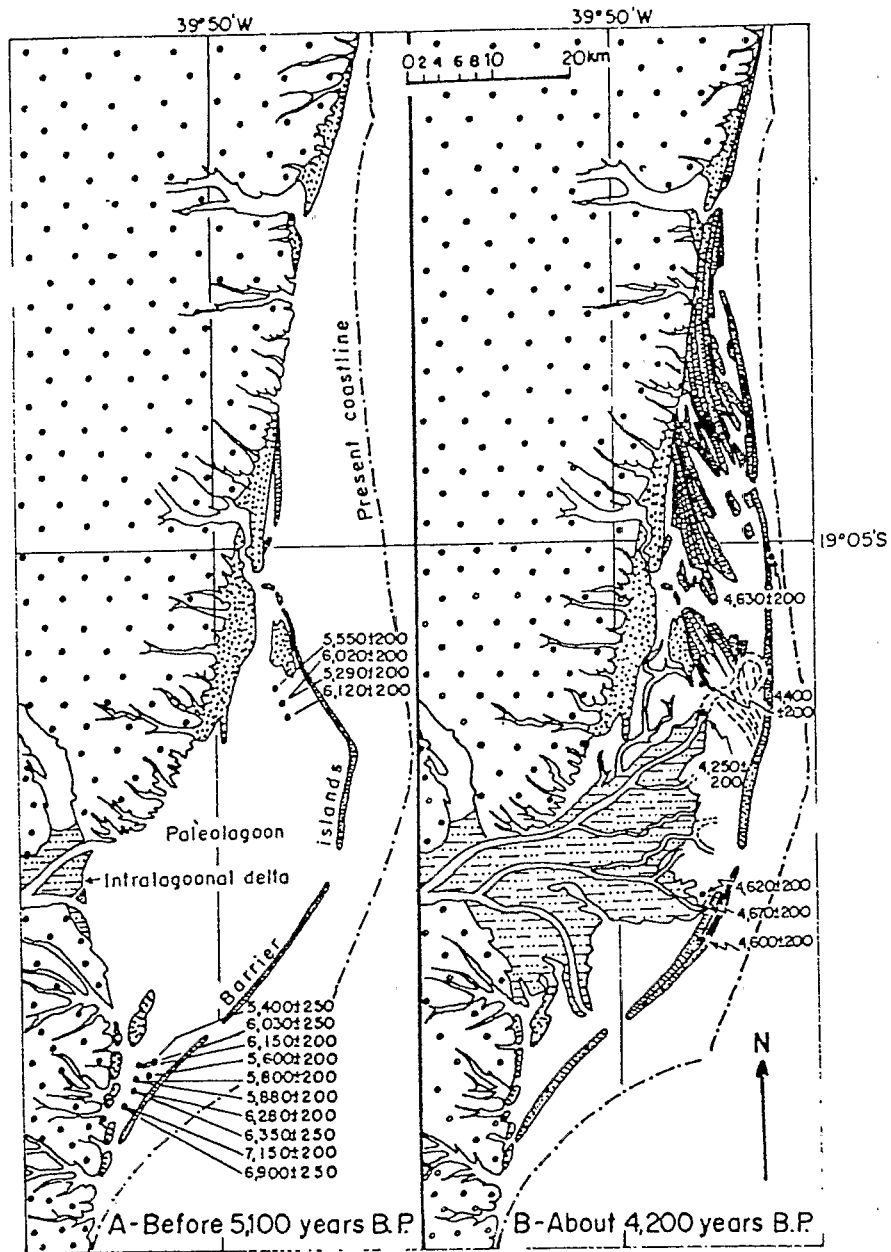 39°50'W
39°50'W
0 2 4 6 8 10 20km
Present coastline
19°05'S
5,550±200
6,020±200
5,290±200
6,120±200
islands
Paleolagoon
Intralagoonal delta
Barrier
5,400±250
6,030±250
6,150±200
5,600±200
5,800±200
5,880±200
6,280±200
6,350±250
7,150±200
6,900±250
A-Before 5,100 years B.P.
4,630±200
4,400
±200
4,250±
200
4,620±200
4,670±200
4,600±200
N
B-About 4,200 years B.P.